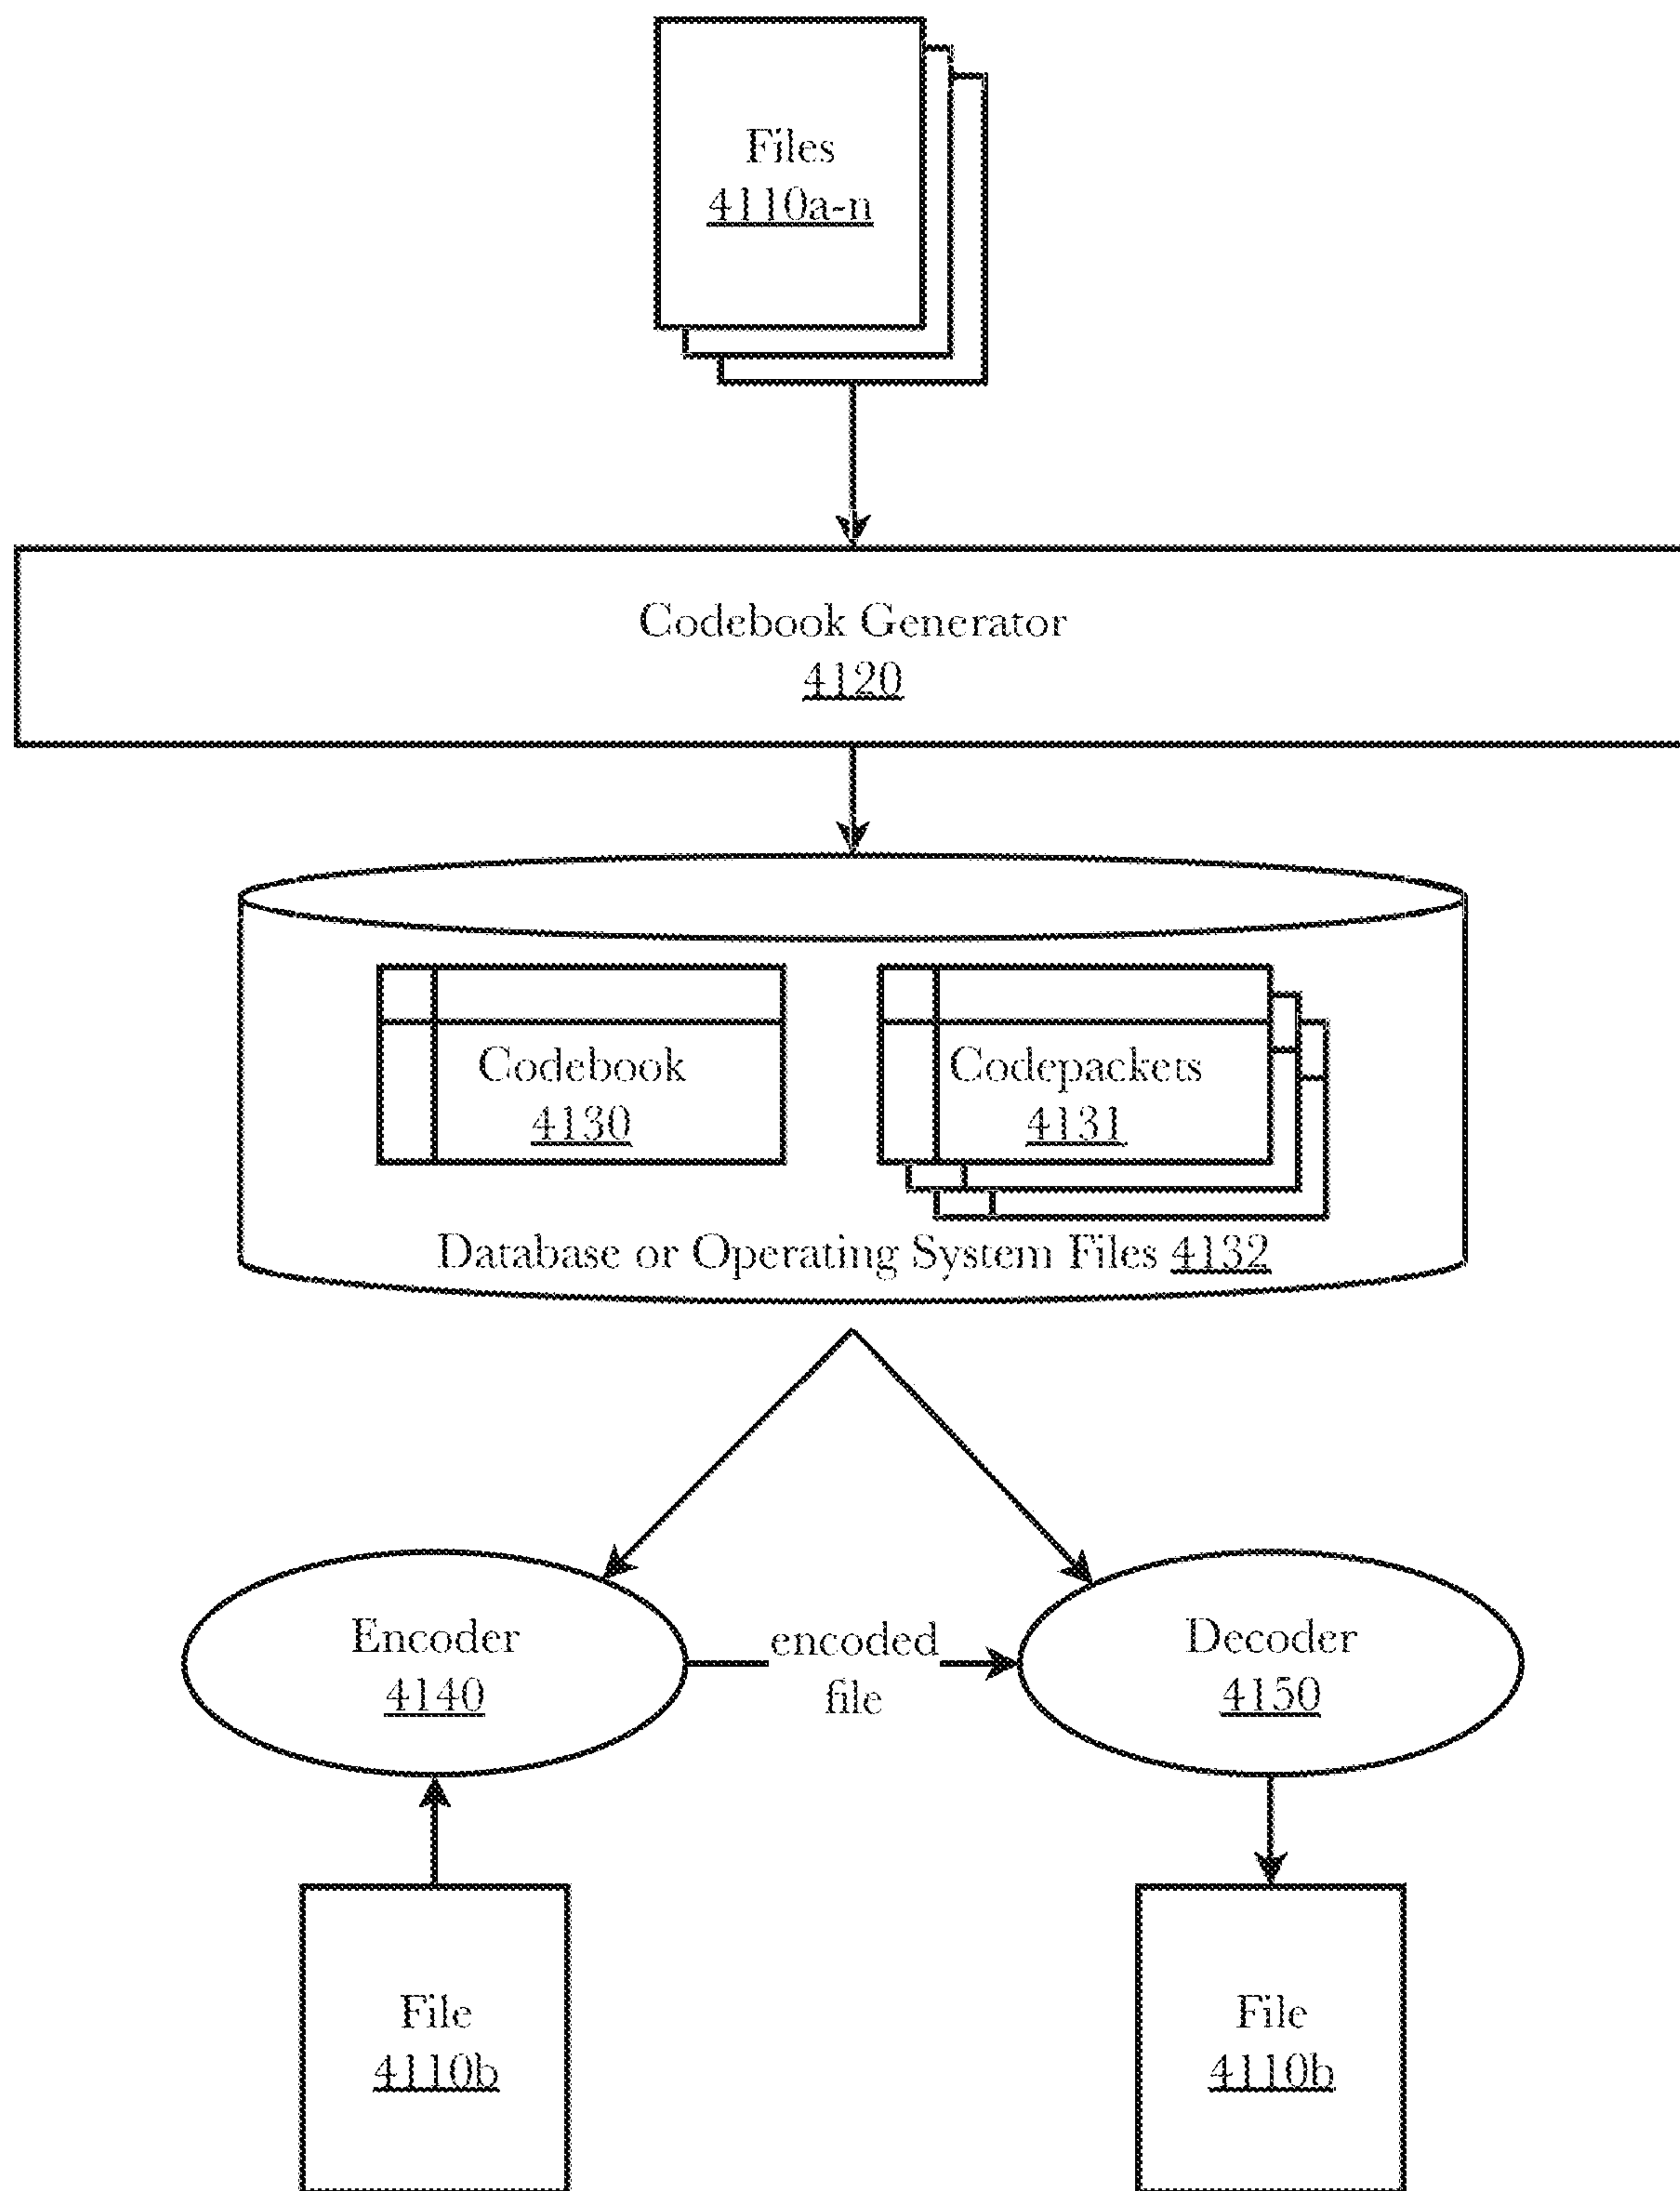 Files
4110a-n
Codebook Generator
4120
Codebook
4130
Codepackets
4131
Database or Operating System Files 4132
Encoder
4140
encoded
file
Decoder
4150
File
4110b
File
4110b